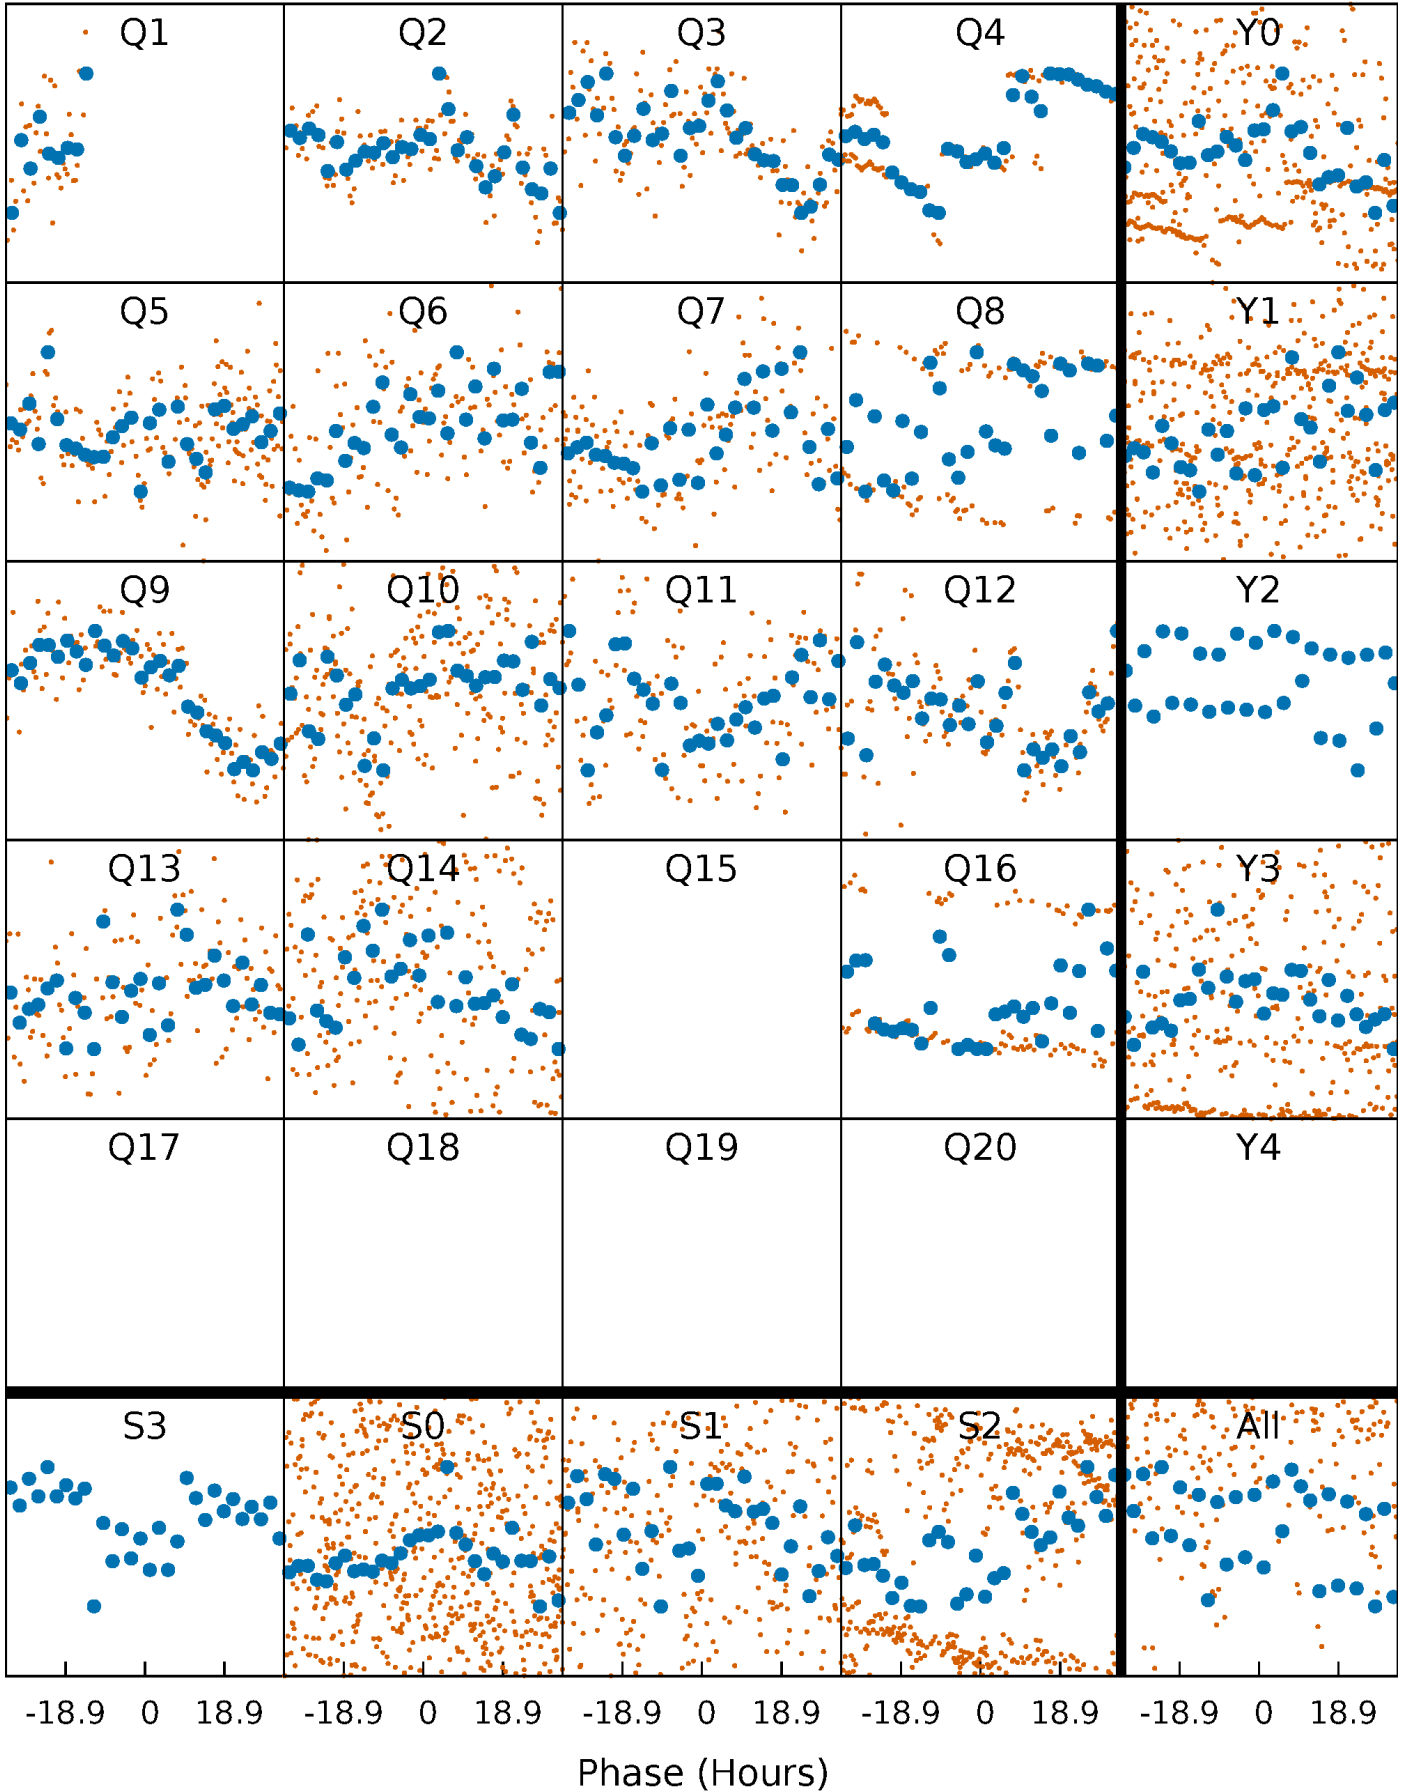 Q1 Q2 Q3 Q4 Y0
Q5 Q6 Q7 Q8 Y1
Q9 Q10 Q11 Q12 Y2
Q13 Q14 Q15 Q16 Y3
Q17 Q18 Q19 Q20 Y4
S3 S0 S1 S2 All
-18.9 0 18.9 -18.9 0 18.9 -18.9 0 18.9 -18.9 0 18.9 -18.9 0 18.9
Phase (Hours)